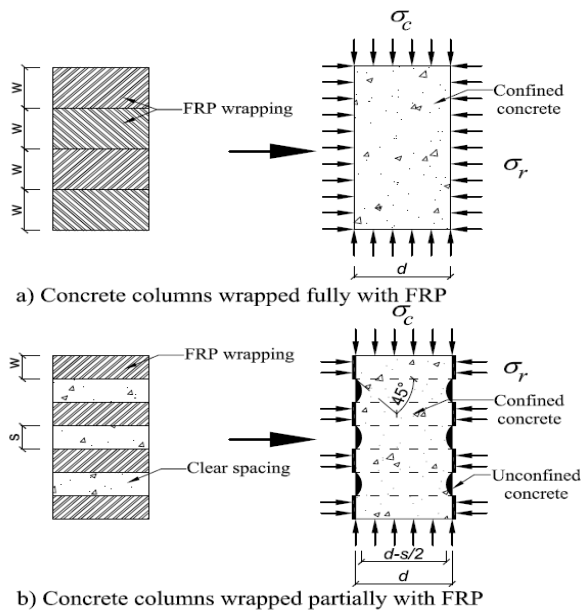 σc
w
w
w
w
FRP wrapping
Confined
concrete
σr
d
a) Concrete columns wrapped fully with FRP
σc
w
FRP wrapping
s
Clear spacing
45°
σr
Confined
concrete
Unconfined
concrete
d-s/2
d
b) Concrete columns wrapped partially with FRP